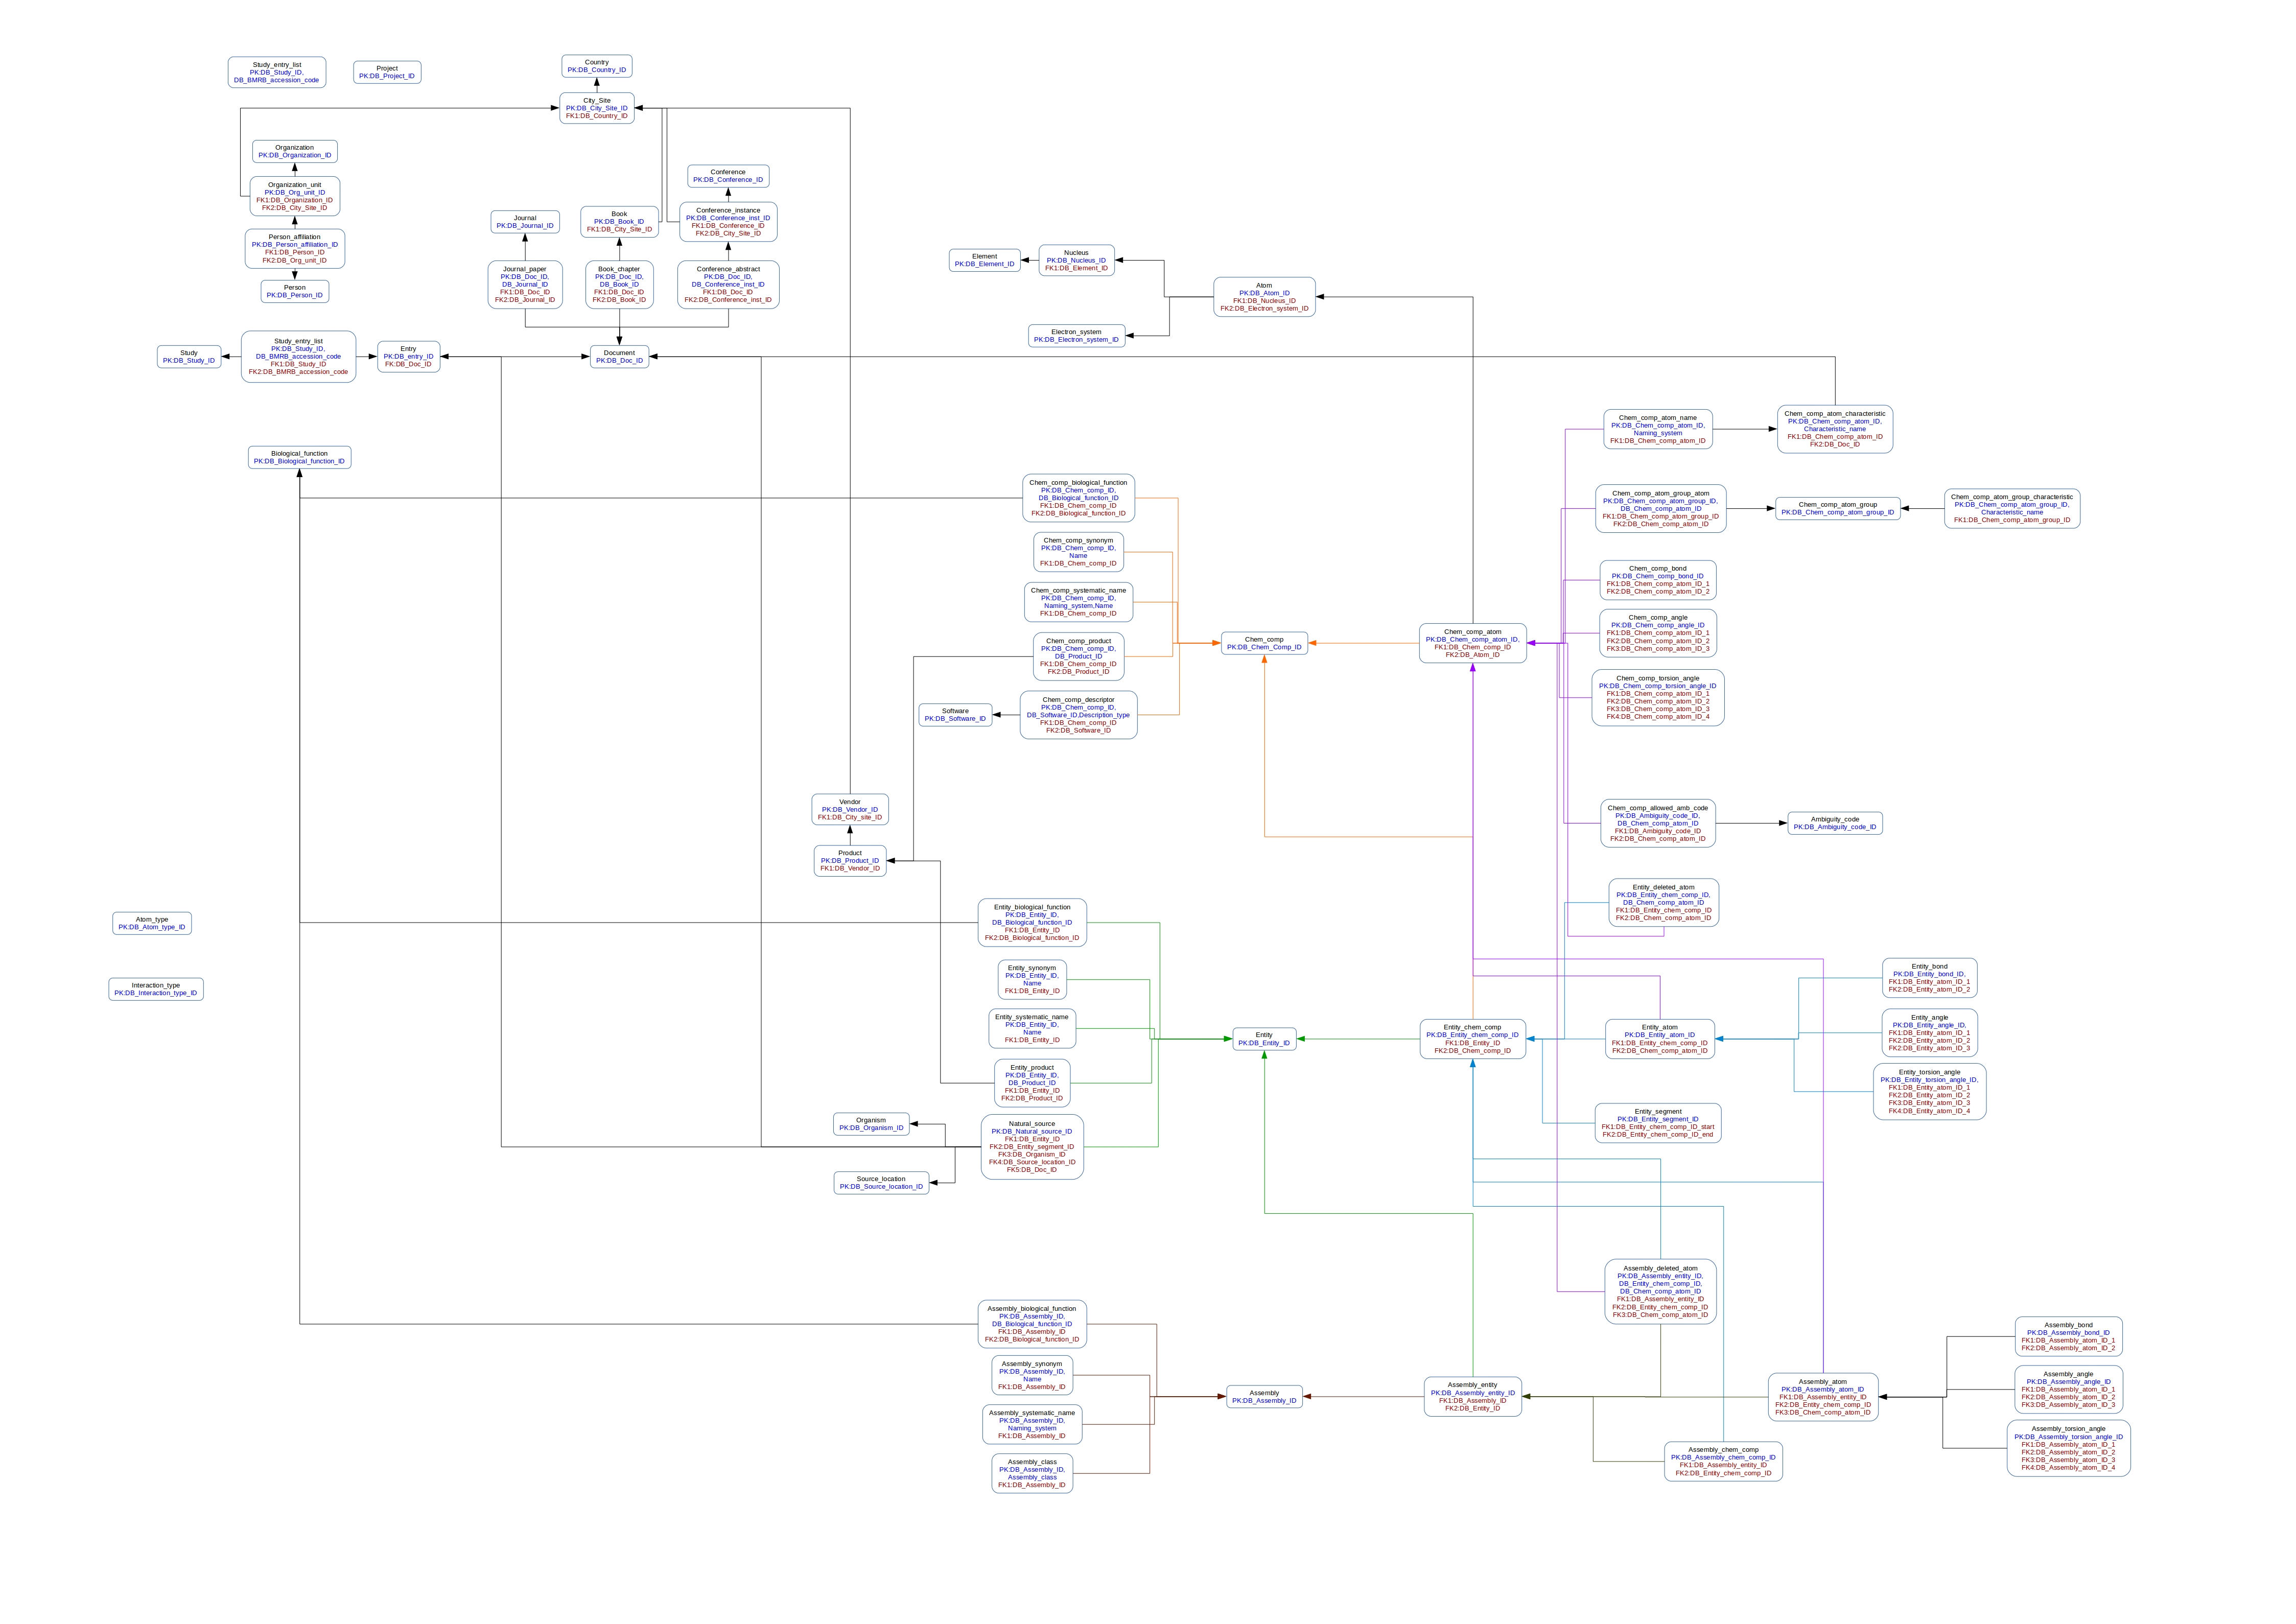 Study_entry_list
PK:DB_Study_ID,
DB_BMRB_accession_code
Project
PK:DB_Project_ID
Country
PK:DB_Country_ID
City_Site
PK:DB_City_Site_ID
FK1:DB_Country_ID
Organization
PK:DB_Organization_ID
Organization_unit
PK:DB_Org_unit_ID
FK1:DB_Organization_ID
FK2:DB_City_Site_ID
Person_affiliation
PK:DB_Person_affiliation_ID
FK1:DB_Person_ID
FK2:DB_Org_unit_ID
Person
PK:DB_Person_ID
Journal
PK:DB_Journal_ID
Book
PK:DB_Book_ID
FK1:DB_City_Site_ID
Conference
PK:DB_Conference_ID
Conference_instance
PK:DB_Conference_inst_ID
FK1:DB_Conference_ID
FK2:DB_City_Site_ID
Journal_paper
PK:DB_Doc_ID,
DB_Journal_ID
FK1:DB_Doc_ID
FK2:DB_Journal_ID
Book_chapter
PK:DB_Doc_ID,
DB_Book_ID
FK1:DB_Doc_ID
FK2:DB_Book_ID
Conference_abstract
PK:DB_Doc_ID,
DB_Conference_inst_ID
FK1:DB_Doc_ID
FK2:DB_Conference_inst_ID
Study
PK:DB_Study_ID
Study_entry_list
PK:DB_Study_ID,
DB_BMRB_accession_code
FK1:DB_Study_ID
FK2:DB_BMRB_accession_code
Entry
PK:DB_entry_ID
FK:DB_Doc_ID
Document
PK:DB_Doc_ID
Element
PK:DB_Element_ID
Nucleus
PK:DB_Nucleus_ID
FK1:DB_Element_ID
Atom
PK:DB_Atom_ID
FK1:DB_Nucleus_ID
FK2:DB_Electron_system_ID
Electron_system
PK:DB_Electron_system_ID
Chem_comp_atom_name
PK:DB_Chem_comp_atom_ID,
Naming_system
FK1:DB_Chem_comp_atom_ID
Chem_comp_atom_characteristic
PK:DB_Chem_comp_atom_ID,
Characteristic_name
FK1:DB_Chem_comp_atom_ID
FK2:DB_Doc_ID
Biological_function
PK:DB_Biological_function_ID
Chem_comp_biological_function
PK:DB_Chem_comp_ID,
DB_Biological_function_ID
FK1:DB_Chem_comp_ID
FK2:DB_Biological_function_ID
Chem_comp_atom_group_atom
PK:DB_Chem_comp_atom_group_ID,
DB_Chem_comp_atom_ID
FK1:DB_Chem_comp_atom_group_ID
FK2:DB_Chem_comp_atom_ID
Chem_comp_atom_group
PK:DB_Chem_comp_atom_group_ID
Chem_comp_atom_group_characteristic
PK:DB_Chem_comp_atom_group_ID,
Characteristic_name
FK1:DB_Chem_comp_atom_group_ID
Chem_comp_synonym
PK:DB_Chem_comp_ID,
Name
FK1:DB_Chem_comp_ID
Chem_comp_systematic_name
PK:DB_Chem_comp_ID,
Naming_system,Name
FK1:DB_Chem_comp_ID
Chem_comp_product
PK:DB_Chem_comp_ID,
DB_Product_ID
FK1:DB_Chem_comp_ID
FK2:DB_Product_ID
Chem_comp_descriptor
PK:DB_Chem_comp_ID,
DB_Software_ID,Description_type
FK1:DB_Chem_comp_ID
FK2:DB_Software_ID
Software
PK:DB_Software_ID
Chem_comp
PK:DB_Chem_Comp_ID
Chem_comp_atom
PK:DB_Chem_comp_atom_ID,
FK1:DB_Chem_comp_ID
FK2:DB_Atom_ID
Chem_comp_bond
PK:DB_Chem_comp_bond_ID
FK1:DB_Chem_comp_atom_ID_1
FK2:DB_Chem_comp_atom_ID_2
Chem_comp_angle
PK:DB_Chem_comp_angle_ID
FK1:DB_Chem_comp_atom_ID_1
FK2:DB_Chem_comp_atom_ID_2
FK3:DB_Chem_comp_atom_ID_3
Chem_comp_torsion_angle
PK:DB_Chem_comp_torsion_angle_ID
FK1:DB_Chem_comp_atom_ID_1
FK2:DB_Chem_comp_atom_ID_2
FK3:DB_Chem_comp_atom_ID_3
FK4:DB_Chem_comp_atom_ID_4
Vendor
PK:DB_Vendor_ID
FK1:DB_City_site_ID
Product
PK:DB_Product_ID
FK1:DB_Vendor_ID
Chem_comp_allowed_amb_code
PK:DB_Ambiguity_code_ID,
DB_Chem_comp_atom_ID
FK1:DB_Ambiguity_code_ID
FK2:DB_Chem_comp_atom_ID
Ambiguity_code
PK:DB_Ambiguity_code_ID
Entity_deleted_atom
PK:DB_Entity_chem_comp_ID,
DB_Chem_comp_atom_ID
FK1:DB_Entity_chem_comp_ID
FK2:DB_Chem_comp_atom_ID
Atom_type
PK:DB_Atom_type_ID
Interaction_type
PK:DB_Interaction_type_ID
Entity_biological_function
PK:DB_Entity_ID,
DB_Biological_function_ID
FK1:DB_Entity_ID
FK2:DB_Biological_function_ID
Entity_synonym
PK:DB_Entity_ID,
Name
FK1:DB_Entity_ID
Entity_systematic_name
PK:DB_Entity_ID,
Name
FK1:DB_Entity_ID
Entity_product
PK:DB_Entity_ID,
DB_Product_ID
FK1:DB_Entity_ID
FK2:DB_Product_ID
Natural_source
PK:DB_Natural_source_ID
FK1:DB_Entity_ID
FK2:DB_Entity_segment_ID
FK3:DB_Organism_ID
FK4:DB_Source_location_ID
FK5:DB_Doc_ID
Organism
PK:DB_Organism_ID
Source_location
PK:DB_Source_location_ID
Entity
PK:DB_Entity_ID
Entity_chem_comp
PK:DB_Entity_chem_comp_ID
FK1:DB_Entity_ID
FK2:DB_Chem_comp_ID
Entity_atom
PK:DB_Entity_atom_ID
FK1:DB_Entity_chem_comp_ID
FK2:DB_Chem_comp_atom_ID
Entity_bond
PK:DB_Entity_bond_ID,
FK1:DB_Entity_atom_ID_1
FK2:DB_Entity_atom_ID_2
Entity_angle
PK:DB_Entity_angle_ID,
FK1:DB_Entity_atom_ID_1
FK2:DB_Entity_atom_ID_2
FK2:DB_Entity_atom_ID_3
Entity_torsion_angle
PK:DB_Entity_torsion_angle_ID,
FK1:DB_Entity_atom_ID_1
FK2:DB_Entity_atom_ID_2
FK3:DB_Entity_atom_ID_3
FK4:DB_Entity_atom_ID_4
Entity_segment
PK:DB_Entity_segment_ID
FK1:DB_Entity_chem_comp_ID_start
FK2:DB_Entity_chem_comp_ID_end
Assembly_deleted_atom
PK:DB_Assembly_entity_ID,
DB_Entity_chem_comp_ID,
DB_Chem_comp_atom_ID
FK1:DB_Assembly_entity_ID
FK2:DB_Entity_chem_comp_ID
FK3:DB_Chem_comp_atom_ID
Assembly_biological_function
PK:DB_Assembly_ID,
DB_Biological_function_ID
FK1:DB_Assembly_ID
FK2:DB_Biological_function_ID
Assembly_synonym
PK:DB_Assembly_ID,
Name
FK1:DB_Assembly_ID
Assembly_systematic_name
PK:DB_Assembly_ID,
Naming_system
FK1:DB_Assembly_ID
Assembly_class
PK:DB_Assembly_ID,
Assembly_class
FK1:DB_Assembly_ID
Assembly
PK:DB_Assembly_ID
Assembly_entity
PK:DB_Assembly_entity_ID
FK1:DB_Assembly_ID
FK2:DB_Entity_ID
Assembly_atom
PK:DB_Assembly_atom_ID
FK1:DB_Assembly_entity_ID
FK2:DB_Entity_chem_comp_ID
FK3:DB_Chem_comp_atom_ID
Assembly_chem_comp
PK:DB_Assembly_chem_comp_ID
FK1:DB_Assembly_entity_ID
FK2:DB_Entity_chem_comp_ID
Assembly_bond
PK:DB_Assembly_bond_ID
FK1:DB_Assembly_atom_ID_1
FK2:DB_Assembly_atom_ID_2
Assembly_angle
PK:DB_Assembly_angle_ID
FK1:DB_Assembly_atom_ID_1
FK2:DB_Assembly_atom_ID_2
FK3:DB_Assembly_atom_ID_3
Assembly_torsion_angle
PK:DB_Assembly_torsion_angle_ID
FK1:DB_Assembly_atom_ID_1
FK2:DB_Assembly_atom_ID_2
FK3:DB_Assembly_atom_ID_3
FK4:DB_Assembly_atom_ID_4